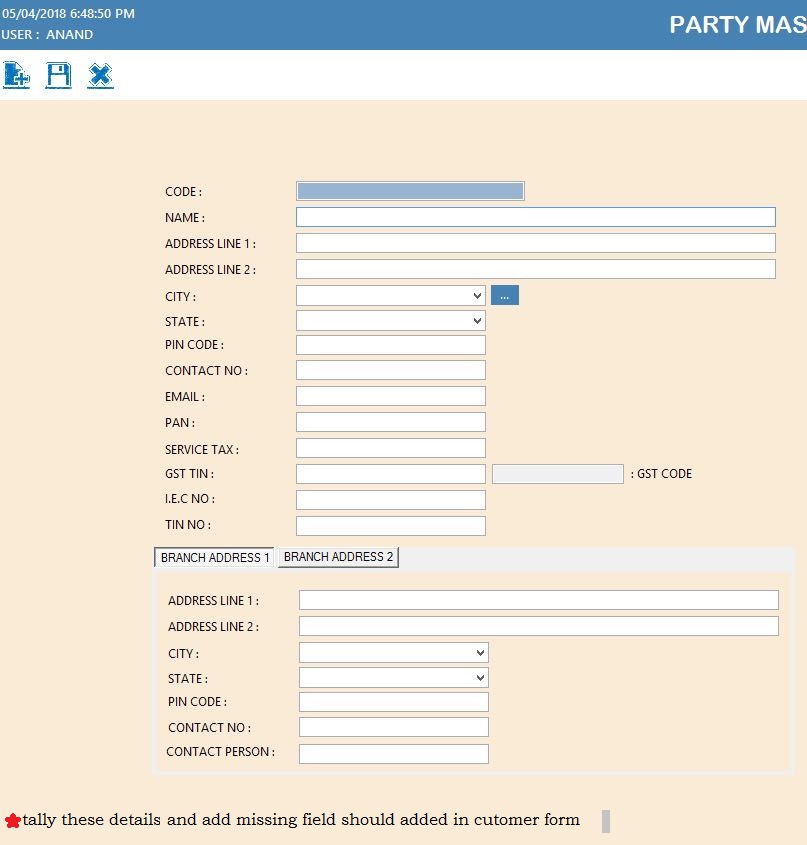 05/04/2018 6:48:50 PM
USER : ANAND
PARTY MAS
CODE :
NAME :
ADDRESS LINE 1 :
ADDRESS LINE 2 :
CITY :
...
STATE :
PIN CODE :
CONTACT NO :
EMAIL :
PAN :
SERVICE TAX :
GST TIN :
: GST CODE
I.E.C NO :
TIN NO :
BRANCH ADDRESS 1
BRANCH ADDRESS 2
ADDRESS LINE 1 :
ADDRESS LINE 2 :
CITY :
STATE :
PIN CODE :
CONTACT NO :
CONTACT PERSON :
tally these details and add missing field should added in cutomer form